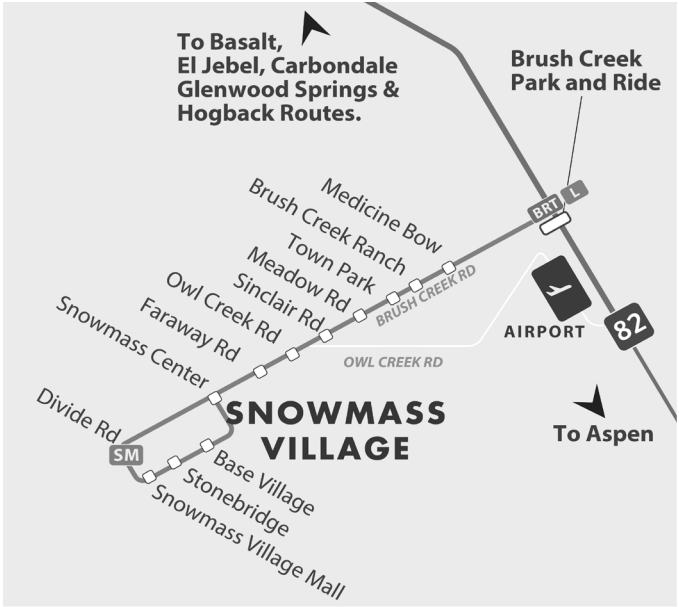 To Basalt,
El Jebel, Carbondale
Glenwood Springs &
Hogback Routes.
Brush Creek
Park and Ride
BRT
L
Medicine Bow
Brush Creek Ranch
Town Park
Meadow Rd
Sinclair Rd
Owl Creek Rd
Faraway Rd
Snowmass Center
Divide Rd
BRUSH CREEK RD
OWL CREEK RD
AIRPORT
82
To Aspen
SNOWMASS
VILLAGE
SM
Base Village
Stonebridge
Snowmass Village Mall